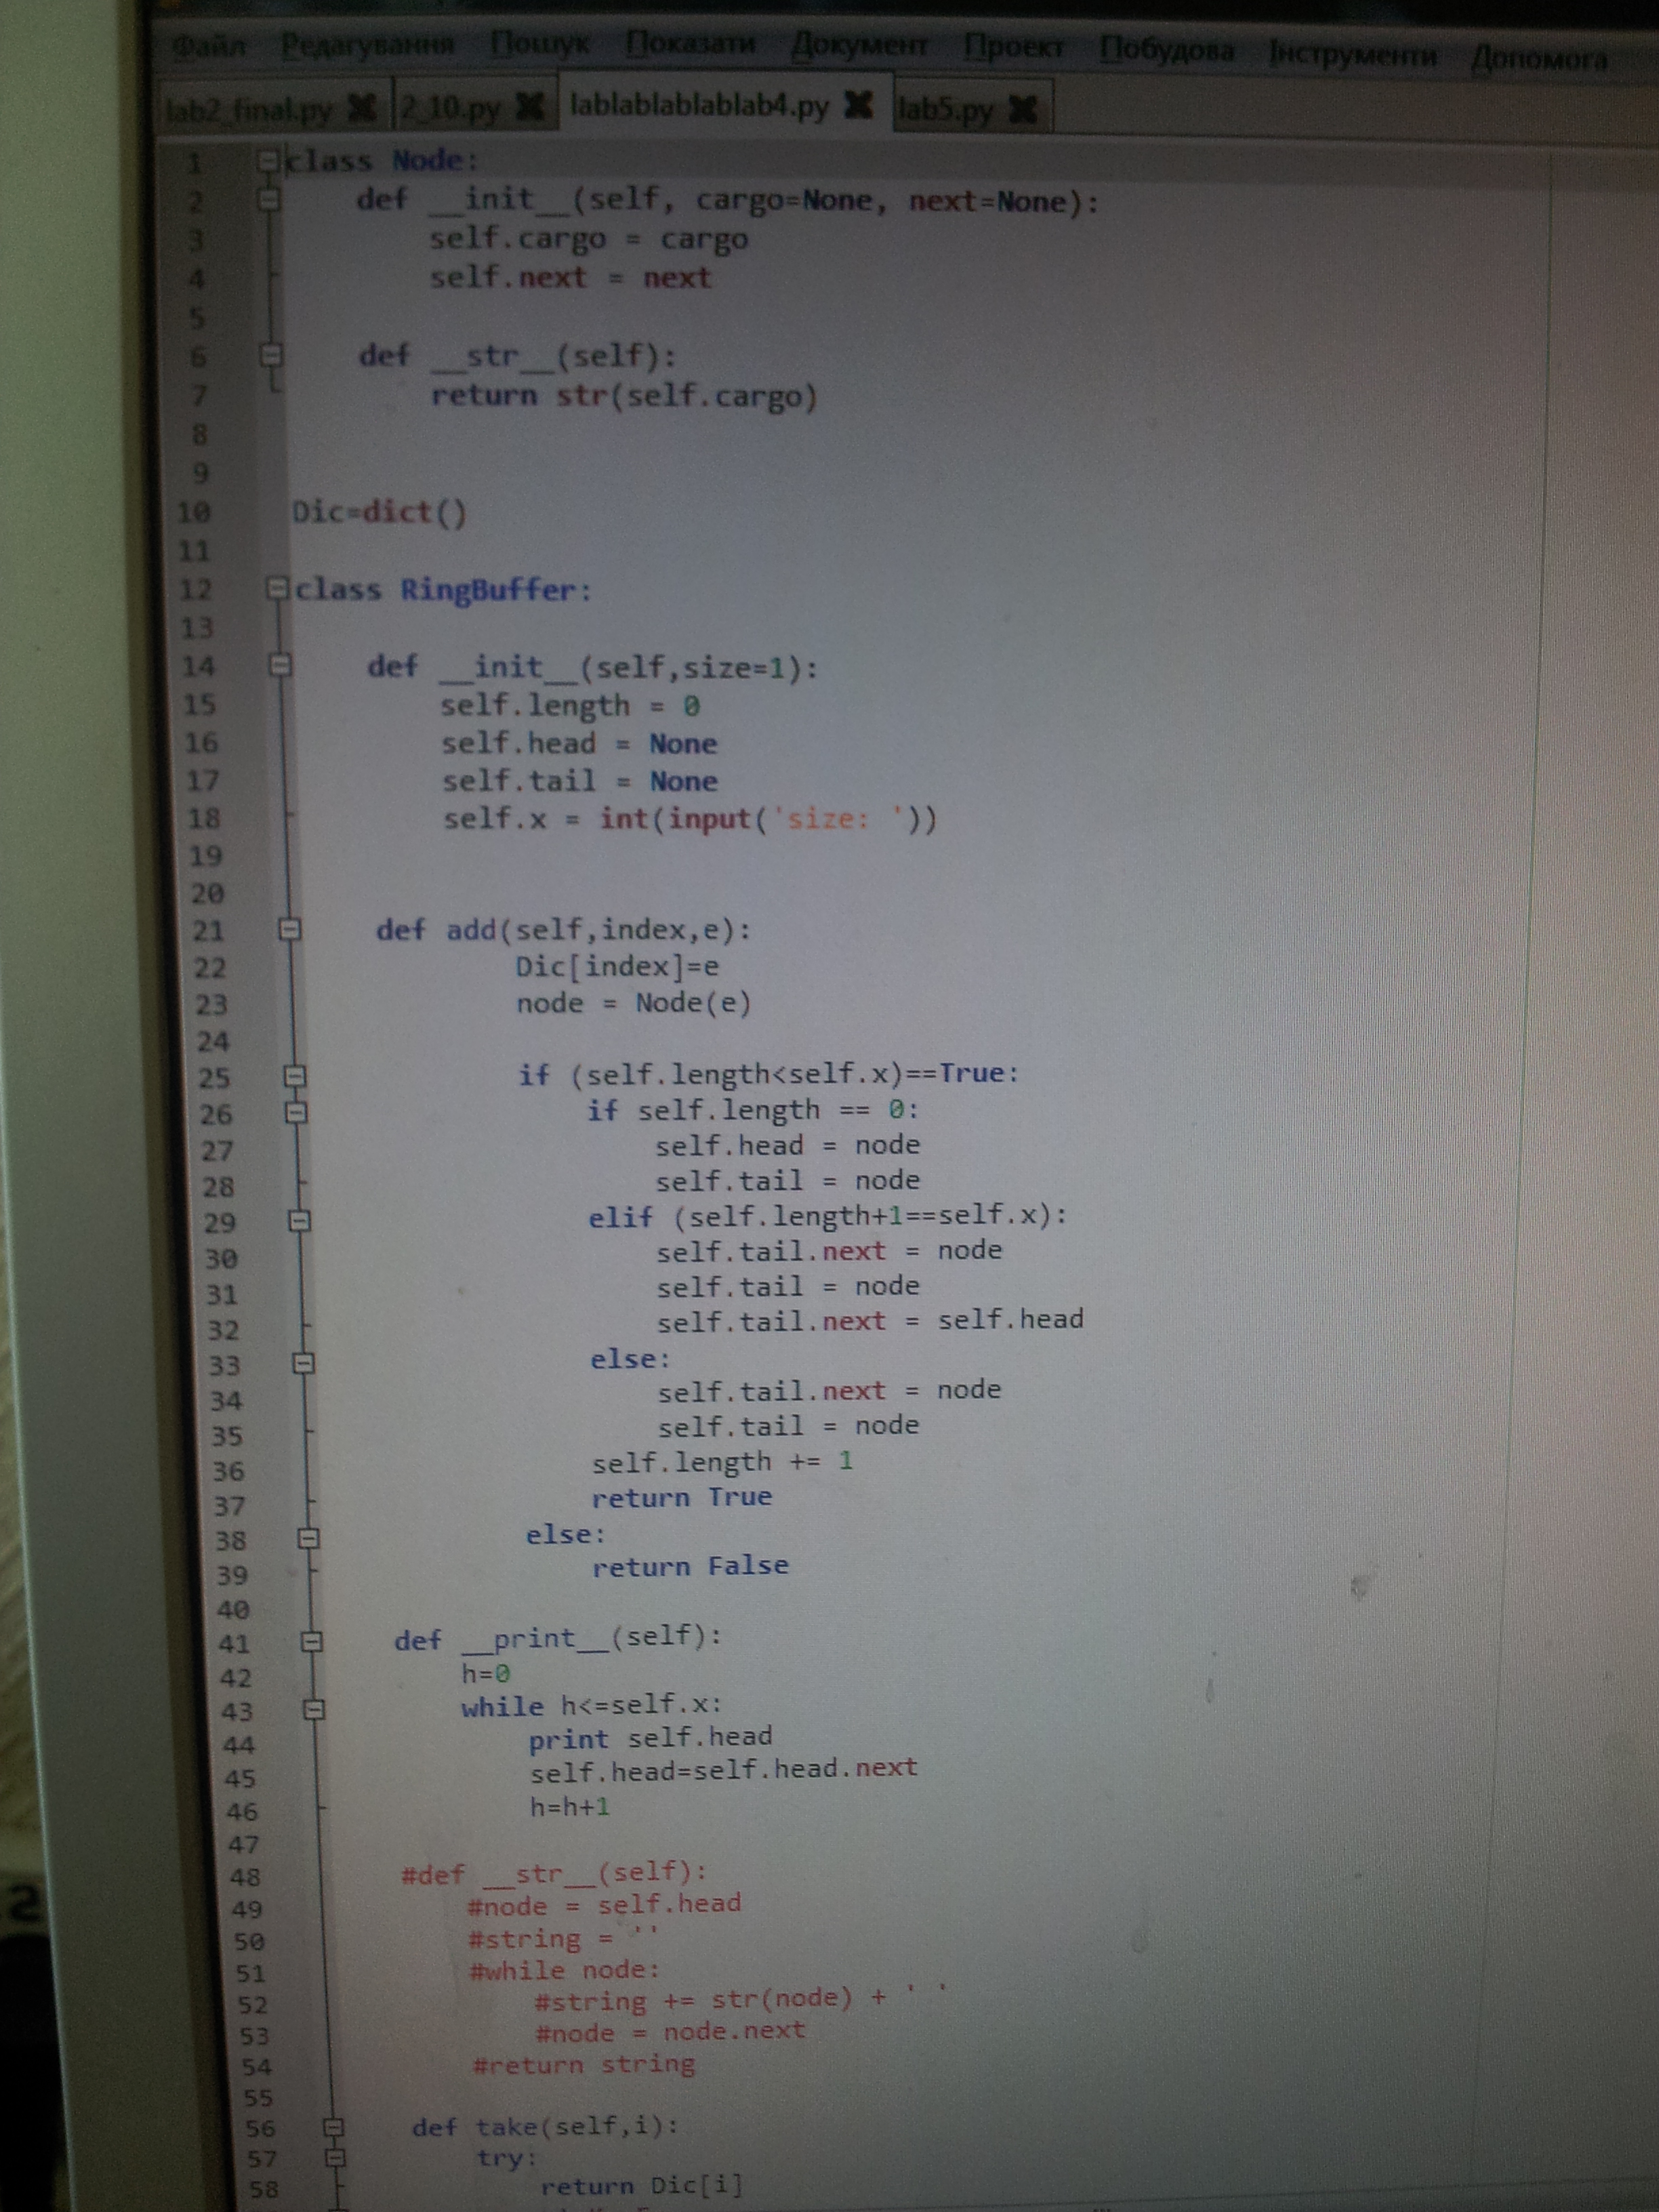 Файл Редагування Пошук Показати Документ Проект Побудова Інструменти Допомога
lab2_final.py 2_10.py lablablablablab4.py lab5.py
1 class Node:
2 def __init__(self, cargo=None, next=None):
3 self.cargo = cargo
4 self.next = next
5
6 def __str__(self):
7 return str(self.cargo)
8
9
10 Dic=dict()
11
12 class RingBuffer:
13
14 def __init__(self,size=1):
15 self.length = 0
16 self.head = None
17 self.tail = None
18 self.x = int(input('size: '))
19
20
21 def add(self,index,e):
22 Dic[index]=e
23 node = Node(e)
24
25 if (self.length<self.x)==True:
26 if self.length == 0:
27 self.head = node
28 self.tail = node
29 elif (self.length+1==self.x):
30 self.tail.next = node
31 self.tail = node
32 self.tail.next = self.head
33 else:
34 self.tail.next = node
35 self.tail = node
36 self.length += 1
37 return True
38 else:
39 return False
40
41 def __print__(self):
42 h=0
43 while h<=self.x:
44 print self.head
45 self.head=self.head.next
46 h=h+1
47
48 #def __str__(self):
49 #node = self.head
50 #string = ''
51 #while node:
52 #string += str(node) + ' '
53 #node = node.next
54 #return string
55
56 def take(self,i):
57 try:
58 return Dic[i]